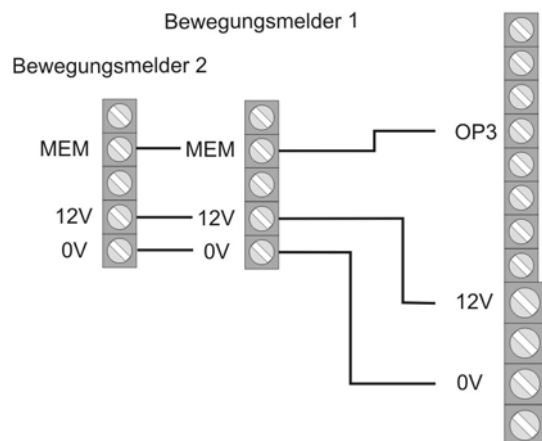 Bewegungsmelder 1
Bewegungsmelder 2
MEM MEM OP3
12V 12V
0V 0V
12V
0V